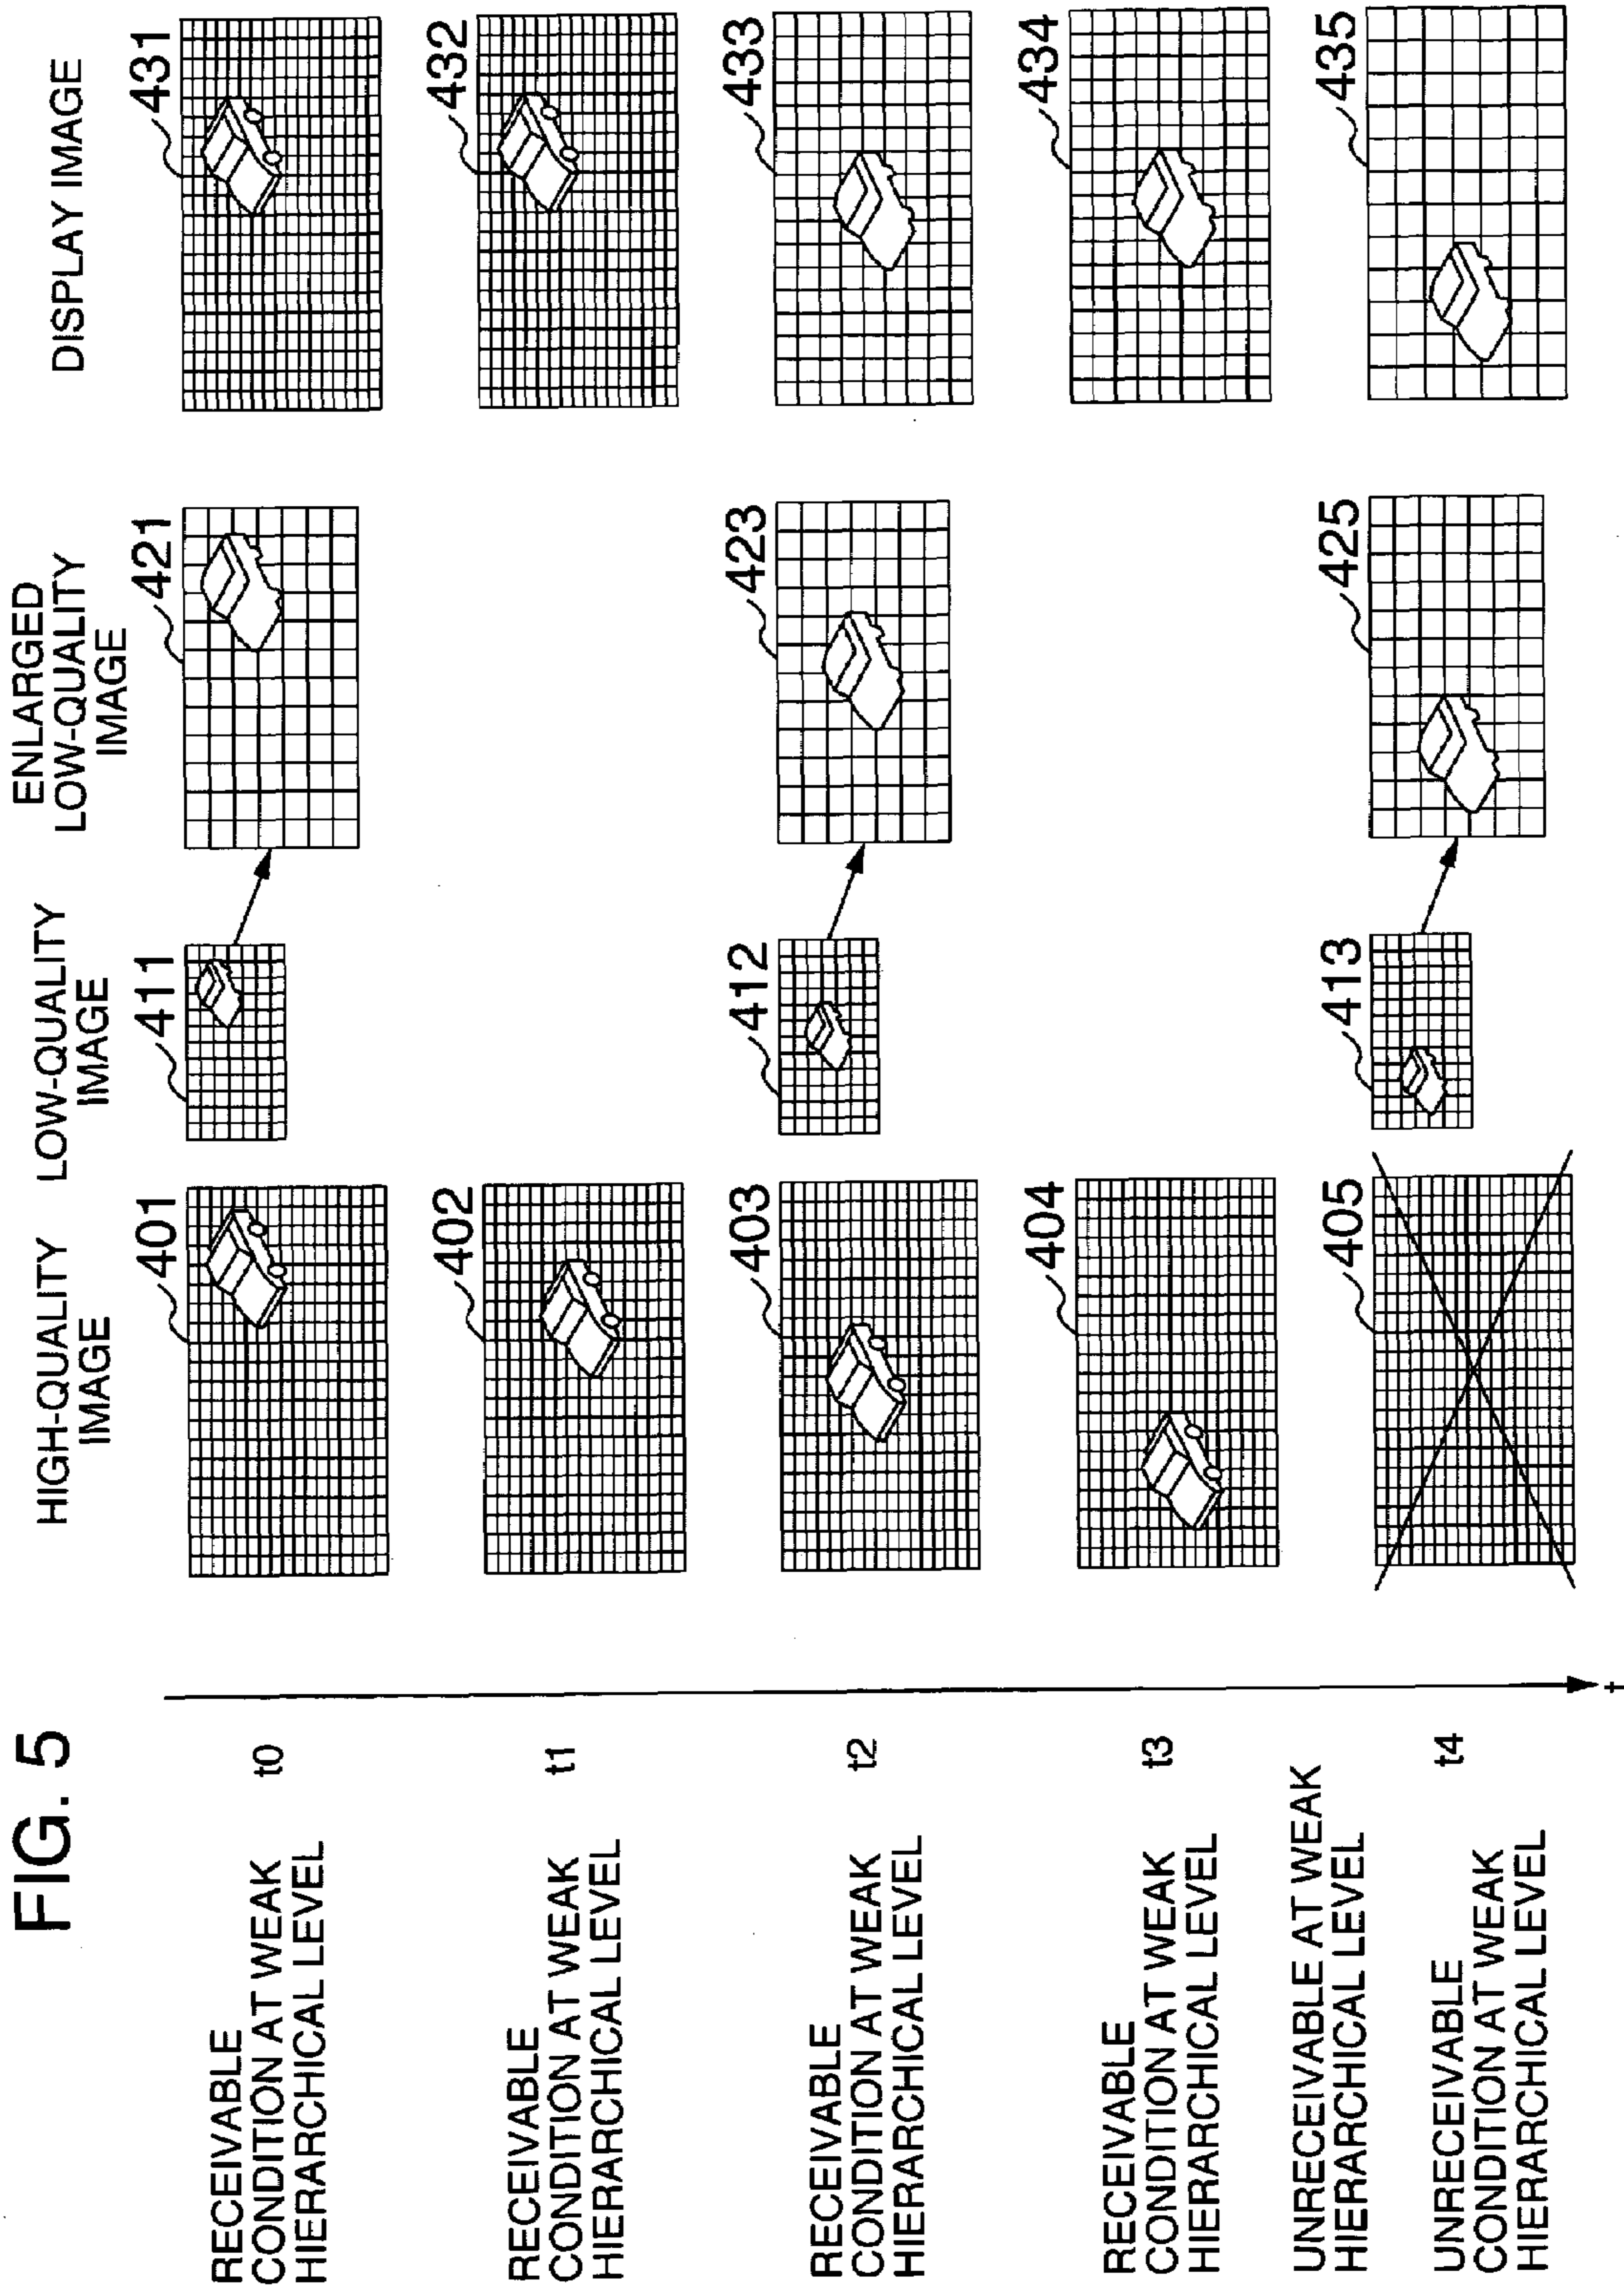 FIG. 5
HIGH-QUALITY
IMAGE
LOW-QUALITY
IMAGE
ENLARGED
LOW-QUALITY
IMAGE
DISPLAY IMAGE
RECEIVABLE
CONDITION AT WEAK
HIERARCHICAL LEVEL
t0
401
411
421
431
RECEIVABLE
CONDITION AT WEAK
HIERARCHICAL LEVEL
t1
402
432
RECEIVABLE
CONDITION AT WEAK
HIERARCHICAL LEVEL
t2
403
412
423
433
RECEIVABLE
CONDITION AT WEAK
HIERARCHICAL LEVEL
t3
404
434
UNRECEIVABLE AT WEAK
HIERARCHICAL LEVEL
UNRECEIVABLE
CONDITION AT WEAK
HIERARCHICAL LEVEL
t4
405
413
425
435
t